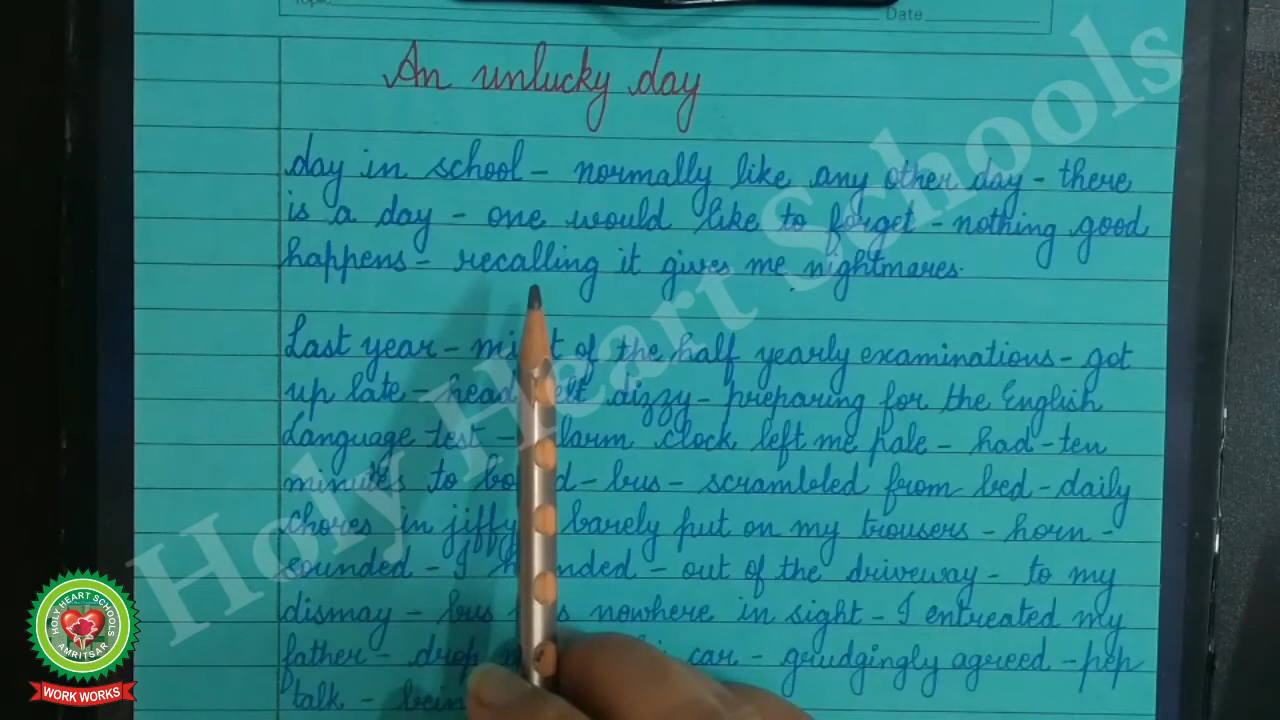 Topic
Date
An unlucky day
day in school - normally like any other day - there
is a day - one would like to forget - nothing good
happens - recalling it gives me nightmares.
Last year - of the half yearly examinations - got
up late - head dizzy - preparing for the English
Language test - clock left me pale - had - ten
minutes to - bus - scrambled from bed - daily
chores in jiffy barely put on my trousers - horn -
sounded - I - out of the driveway - to my
dismay - bus nowhere in sight - I entreated my
father - drop car - grudgingly agreed - pep
talk -
Holy Heart Schools
HOLY HEART SCHOOLS
AMRITSAR
WORK WORKS